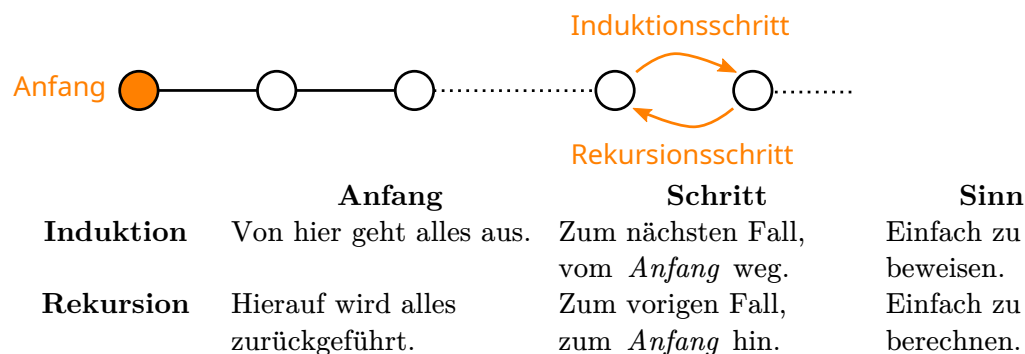 Induktionsschritt
Anfang
Rekursionsschritt
Anfang Schritt Sinn
Induktion Von hier geht alles aus. Zum nächsten Fall, Einfach zu
vom Anfang weg. beweisen.
Rekursion Hierauf wird alles Zum vorigen Fall, Einfach zu
zurückgeführt. zum Anfang hin. berechnen.